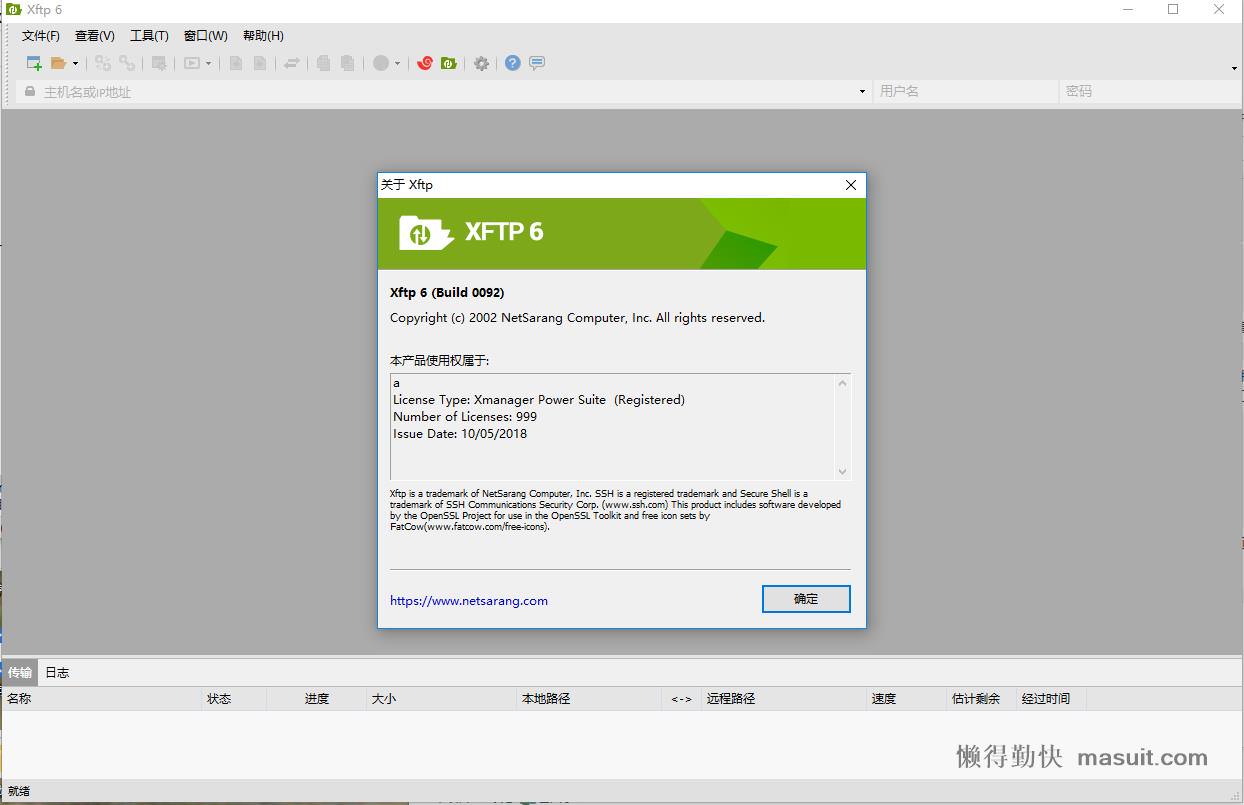 Xftp 6
文件(F) 查看(V) 工具(T) 窗口(W) 帮助(H)
主机名或IP地址 用户名 密码
关于 Xftp
XFTP 6
Xftp 6 (Build 0092)
Copyright (c) 2002 NetSarang Computer, Inc. All rights reserved.
本产品使用权属于:
a
License Type: Xmanager Power Suite (Registered)
Number of Licenses: 999
Issue Date: 10/05/2018
Xftp is a trademark of NetSarang Computer, Inc. SSH is a registered trademark and Secure Shell is a
trademark of SSH Communications Security Corp. (www.ssh.com) This product includes software developed
by the OpenSSL Project for use in the OpenSSL Toolkit and free icon sets by
FatCow(www.fatcow.com/free-icons).
https://www.netsarang.com 确定
传输 日志
名称 状态 进度 大小 本地路径 <-> 远程路径 速度 估计剩余 经过时间
懒得勤快 masuit.com
就绪